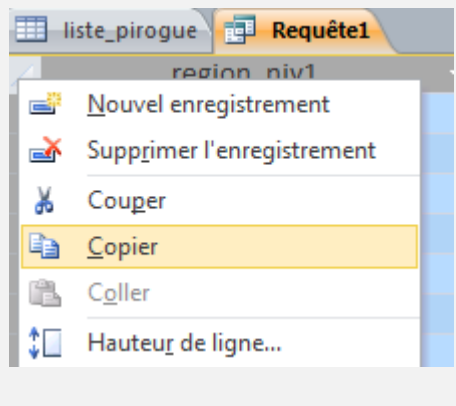 liste_pirogue Requête1
region_niv1
Nouvel enregistrement
Supprimer l'enregistrement
Couper
Copier
Coller
Hauteur de ligne...